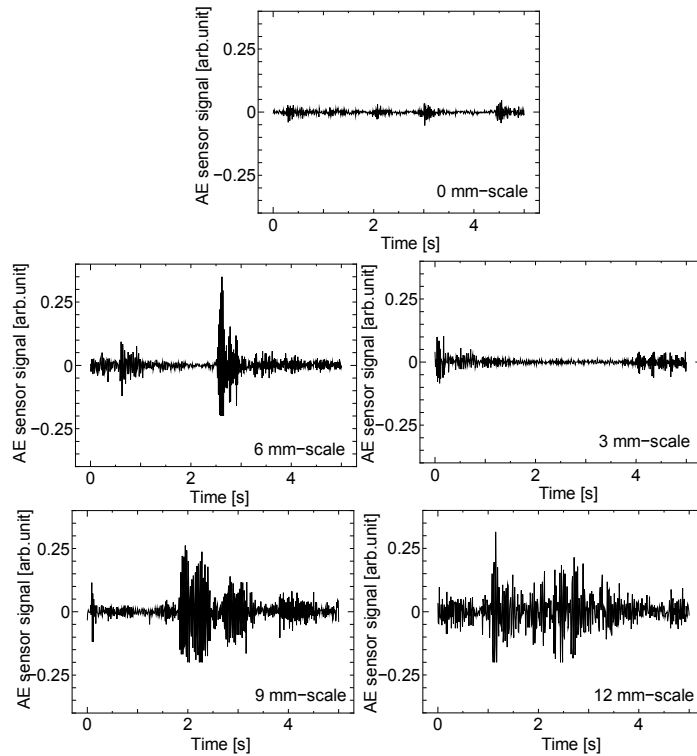 AE sensor signal [arb.unit]
0.25
0
−0.25
0 mm−scale
0 2 4
Time [s]
AE sensor signal [arb.unit]
0.25
0
−0.25
6 mm−scale
0 2 4
Time [s]
AE sensor signal [arb.unit]
0.25
0
−0.25
3 mm−scale
0 2 4
Time [s]
AE sensor signal [arb.unit]
0.25
0
−0.25
9 mm−scale
0 2 4
Time [s]
AE sensor signal [arb.unit]
0.25
0
−0.25
12 mm−scale
0 2 4
Time [s]